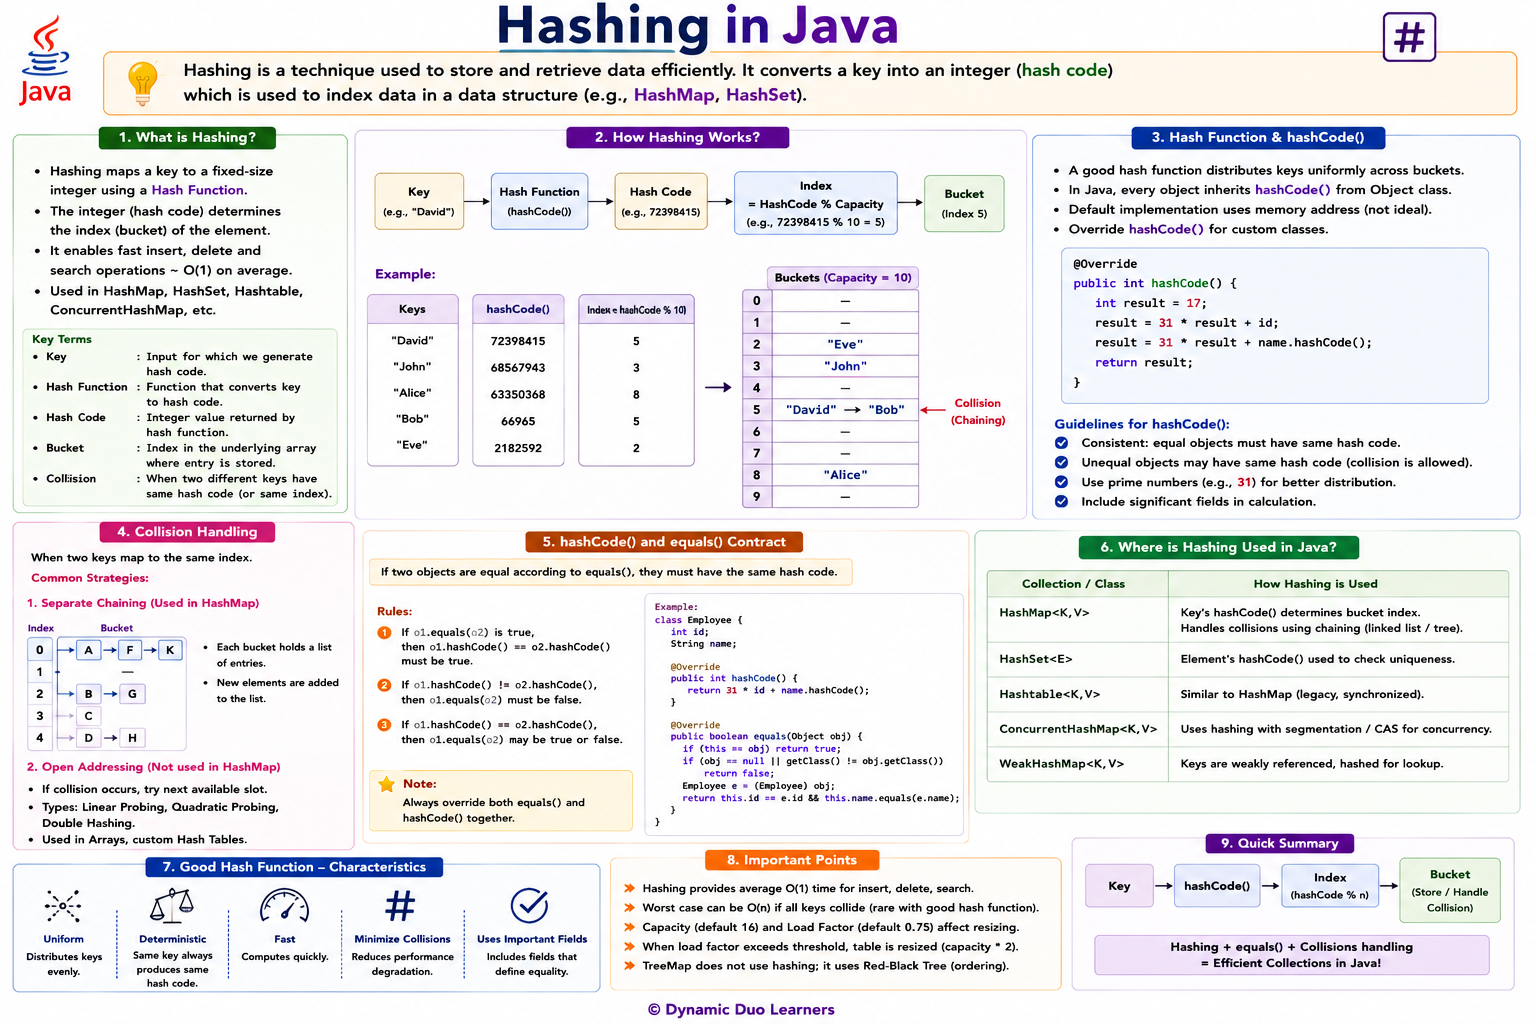 Hashing in Java
#
Java
Hashing is a technique used to store and retrieve data efficiently. It converts a key into an integer (hash code)
which is used to index data in a data structure (e.g., HashMap, HashSet).
1. What is Hashing?
• Hashing maps a key to a fixed-size
integer using a Hash Function.
• The integer (hash code) determines
the index (bucket) of the element.
• It enables fast insert, delete and
search operations ~ O(1) on average.
• Used in HashMap, HashSet, Hashtable,
ConcurrentHashMap, etc.
Key Terms
• Key : Input for which we generate
hash code.
• Hash Function : Function that converts key
to hash code.
• Hash Code : Integer value returned by
hash function.
• Bucket : Index in the underlying array
where entry is stored.
• Collision : When two different keys have
same hash code (or same index).
2. How Hashing Works?
Key
(e.g., "David")
Hash Function
(hashCode())
Hash Code
(e.g., 72398415)
Index
= HashCode % Capacity
(e.g., 72398415 % 10 = 5)
Bucket
(Index 5)
Example:
Keys
"David"
"John"
"Alice"
"Bob"
"Eve"
hashCode()
72398415
68567943
63350368
66965
2182592
Index = hashCode % 10)
5
3
8
5
2
Buckets (Capacity = 10)
0 —
1 —
2 "Eve"
3 "John"
4 —
5 "David" → "Bob"
6 —
7 —
8 "Alice"
9 —
Collision
(Chaining)
3. Hash Function & hashCode()
• A good hash function distributes keys uniformly across buckets.
• In Java, every object inherits hashCode() from Object class.
• Default implementation uses memory address (not ideal).
• Override hashCode() for custom classes.
@Override
public int hashCode() {
int result = 17;
result = 31 * result + id;
result = 31 * result + name.hashCode();
return result;
}
Guidelines for hashCode():
Consistent: equal objects must have same hash code.
Unequal objects may have same hash code (collision is allowed).
Use prime numbers (e.g., 31) for better distribution.
Include significant fields in calculation.
4. Collision Handling
When two keys map to the same index.
Common Strategies:
1. Separate Chaining (Used in HashMap)
Index Bucket
0 A F K
1 —
2 B G
3 C
4 D H
• Each bucket holds a list
of entries.
• New elements are added
to the list.
2. Open Addressing (Not used in HashMap)
• If collision occurs, try next available slot.
• Types: Linear Probing, Quadratic Probing,
Double Hashing.
• Used in Arrays, custom Hash Tables.
5. hashCode() and equals() Contract
If two objects are equal according to equals(), they must have the same hash code.
Rules:
1 If o1.equals(o2) is true,
then o1.hashCode() == o2.hashCode()
must be true.
2 If o1.hashCode() != o2.hashCode(),
then o1.equals(o2) must be false.
3 If o1.hashCode() == o2.hashCode(),
then o1.equals(o2) may be true or false.
Note:
Always override both equals() and
hashCode() together.
Example:
class Employee {
int id;
String name;
@Override
public int hashCode() {
return 31 * id + name.hashCode();
}
@Override
public boolean equals(Object obj) {
if (this == obj) return true;
if (obj == null || getClass() != obj.getClass())
return false;
Employee e = (Employee) obj;
return this.id == e.id && this.name.equals(e.name);
}
}
6. Where is Hashing Used in Java?
Collection / Class How Hashing is Used
HashMap<K,V> Key's hashCode() determines bucket index.
Handles collisions using chaining (linked list / tree).
HashSet<E> Element's hashCode() used to check uniqueness.
Hashtable<K,V> Similar to HashMap (legacy, synchronized).
ConcurrentHashMap<K,V> Uses hashing with segmentation / CAS for concurrency.
WeakHashMap<K,V> Keys are weakly referenced, hashed for lookup.
7. Good Hash Function – Characteristics
Uniform
Distributes keys
evenly.
Deterministic
Same key always
produces same
hash code.
Fast
Computes quickly.
#
Minimize Collisions
Reduces performance
degradation.
Uses Important Fields
Includes fields that
define equality.
8. Important Points
Hashing provides average O(1) time for insert, delete, search.
Worst case can be O(n) if all keys collide (rare with good hash function).
Capacity (default 16) and Load Factor (default 0.75) affect resizing.
When load factor exceeds threshold, table is resized (capacity * 2).
TreeMap does not use hashing; it uses Red-Black Tree (ordering).
9. Quick Summary
Key
hashCode()
Index
(hashCode % n)
Bucket
(Store / Handle
Collision)
Hashing + equals() + Collisions handling
= Efficient Collections in Java!
© Dynamic Duo Learners